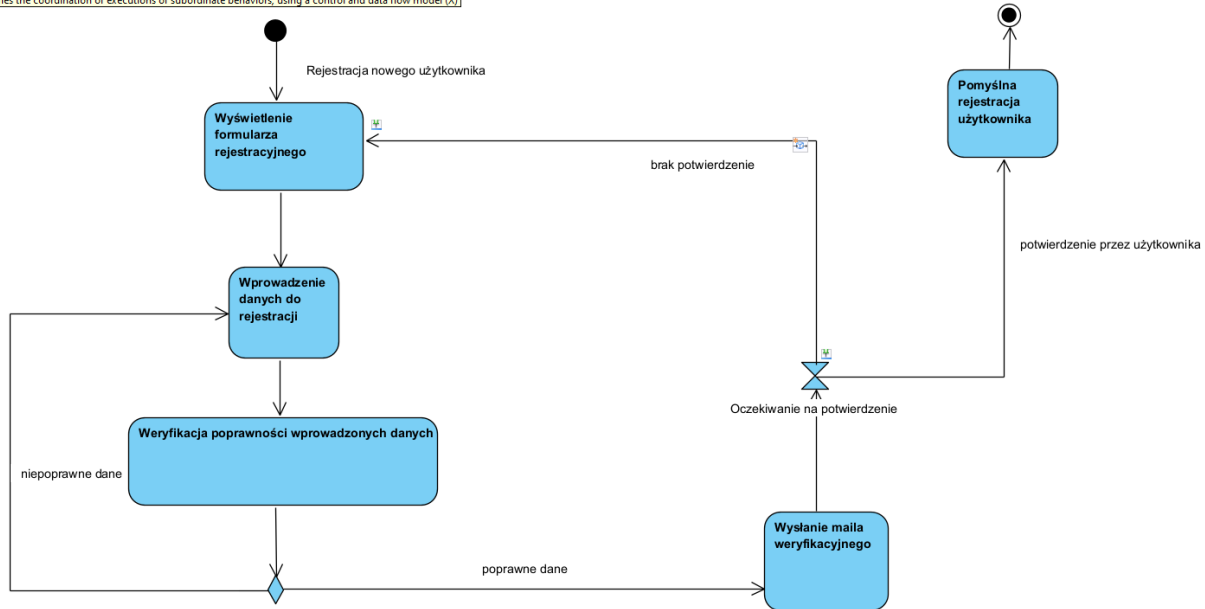 the coordination of executions of subordinate behaviors, using a control and data flow model (X)
Rejestracja nowego użytkownika
Wyświetlenie
formularza
rejestracyjnego
Pomyślna
rejestracja
użytkownika
brak potwierdzenie
potwierdzenie przez użytkownika
Wprowadzenie
danych do
rejestracji
Oczekiwanie na potwierdzenie
Weryfikacja poprawności wprowadzonych danych
niepoprawne dane
Wysłanie maila
weryfikacyjnego
poprawne dane